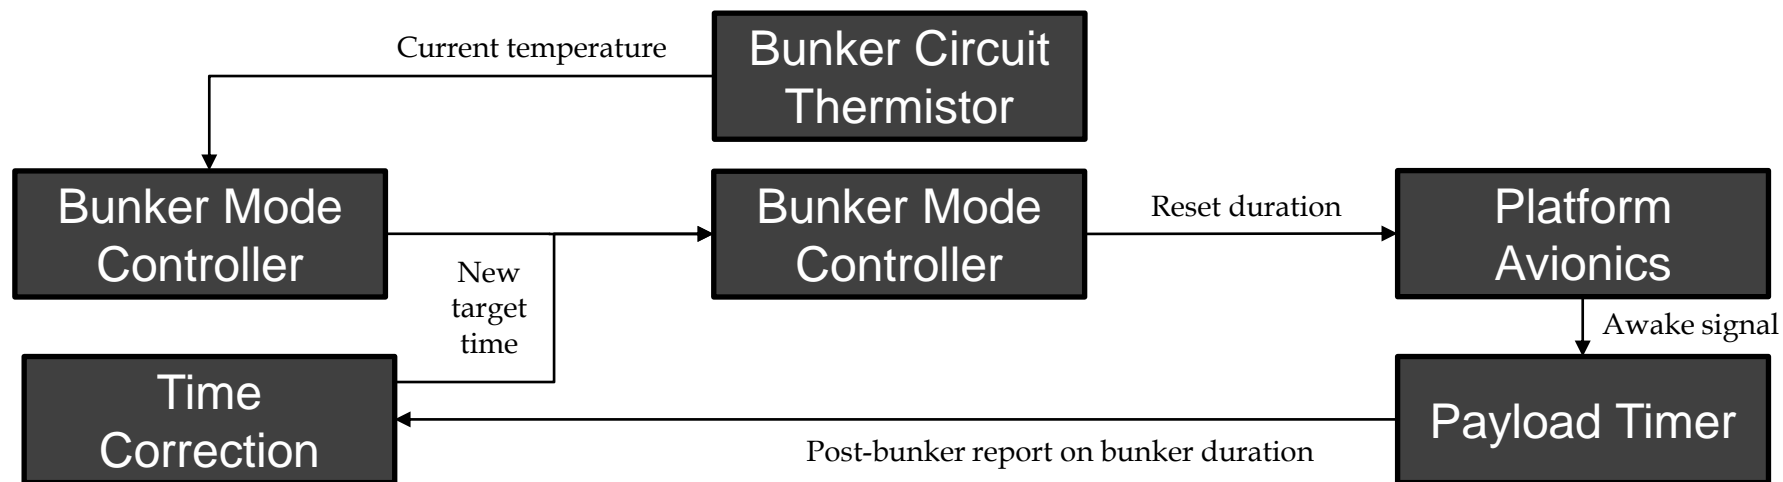 Current temperature
Bunker Circuit
Thermistor
Bunker Mode
Controller
New
target
time
Bunker Mode
Controller
Reset duration
Platform
Avionics
Awake signal
Time
Correction
Post-bunker report on bunker duration
Payload Timer